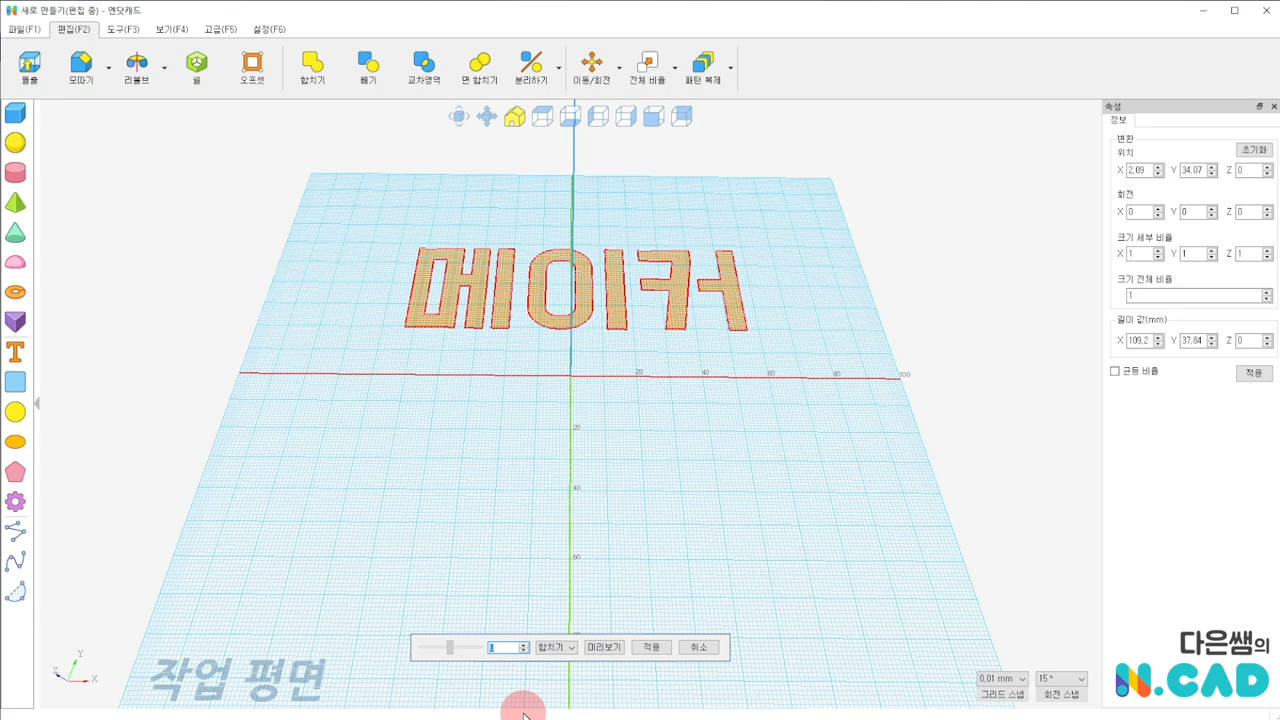 새로 만들기(편집 중) - 엔닷캐드
파일(F1) 편집(F2) 도구(F3) 보기(F4) 고급(F5) 설정(F6)
돌출 모따기 리볼브 쉘 오프셋 합치기 빼기 교차영역 면 합치기 분리하기 이동/회전 전체 비율 패턴 복제
속성
정보
변환
위치 초기화
X 2,09 Y 34,07 Z 0
회전
X 0 Y 0 Z 0
크기 세부 비율
X 1 Y 1 Z 1
크기 전체 비율
1
길이 값(mm)
X 109,2 Y 37,84 Z 0
균등 비율 적용
메이커
20 40 60 80 100
20
40
60
합치기 미리보기 적용 취소
Y
Z X
작업 평면
0,01 mm 15 °
그리드 스냅 회전 스냅
다은쌤의
N.CAD